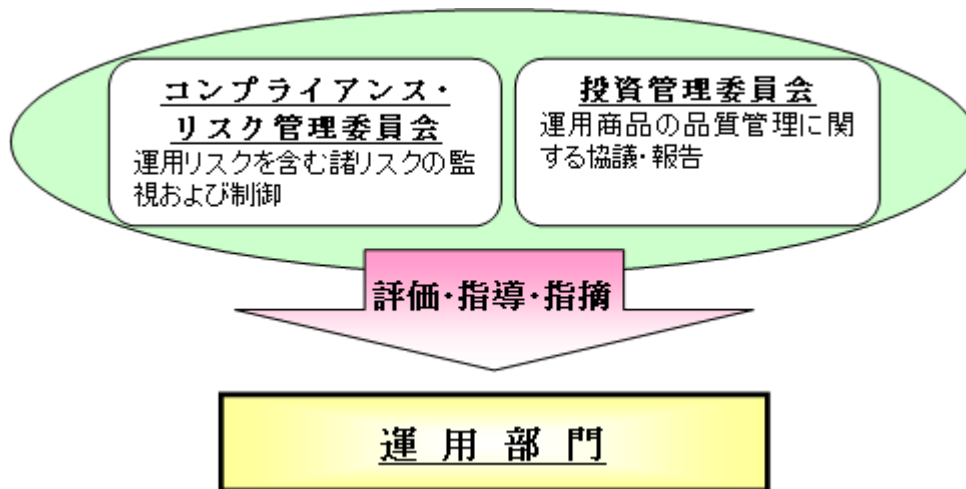 コンプライアンス・
リスク管理委員会
運用リスクを含む諸リスクの監
視および制御
投資管理委員会
運用商品の品質管理に関
する協議・報告
評価・指導・指摘
運用部門